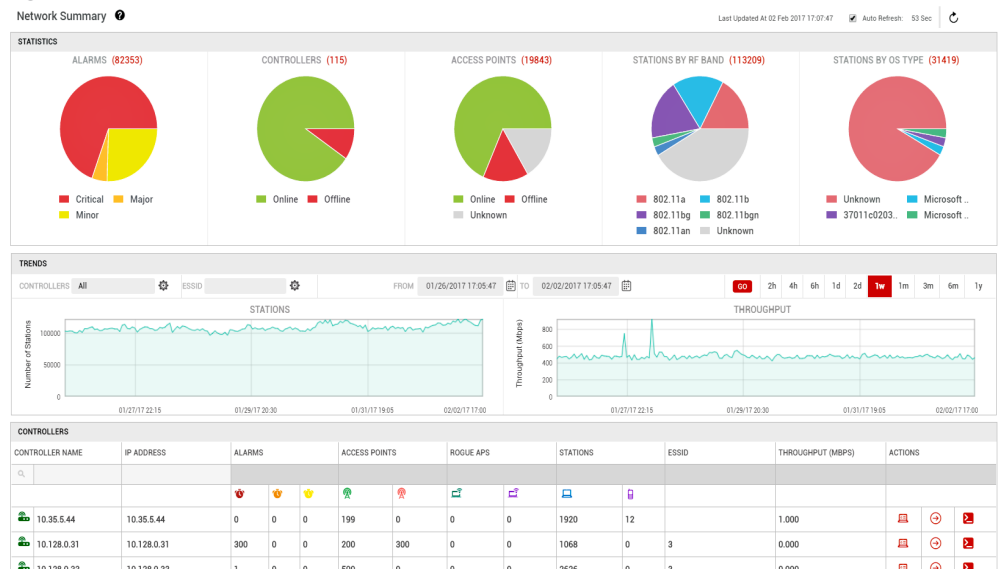 Network Summary ?
Last Updated At 02 Feb 2017 17:07:47 Auto Refresh: 53 Sec
STATISTICS
ALARMS (82353)
Critical Major
Minor
CONTROLLERS (115)
Online Offline
ACCESS POINTS (19843)
Online Offline
Unknown
STATIONS BY RF BAND (113209)
802.11a 802.11b
802.11bg 802.11bgn
802.11an Unknown
STATIONS BY OS TYPE (31419)
Unknown Microsoft ..
37011c0203.. Microsoft ..
TRENDS
CONTROLLERS All ESSID FROM 01/26/2017 17:05:47 TO 02/02/2017 17:05:47 GO 2h 4h 6h 1d 2d 1w 1m 3m 6m 1y
STATIONS
Number of Stations
100000
50000
0
01/27/17 22:15 01/29/17 20:30 01/31/17 19:05 02/02/17 17:00
THROUGHPUT
Throughput (Mbps)
800
600
400
200
0
01/27/17 22:15 01/29/17 20:30 01/31/17 19:05 02/02/17 17:00
CONTROLLERS
CONTROLLER NAME IP ADDRESS ALARMS ACCESS POINTS ROGUE APS STATIONS ESSID THROUGHPUT (MBPS) ACTIONS
10.35.5.44 10.35.5.44 0 0 0 199 0 0 0 1920 12 1.000
10.128.0.31 10.128.0.31 300 0 0 200 300 0 0 1068 0 3 0.000